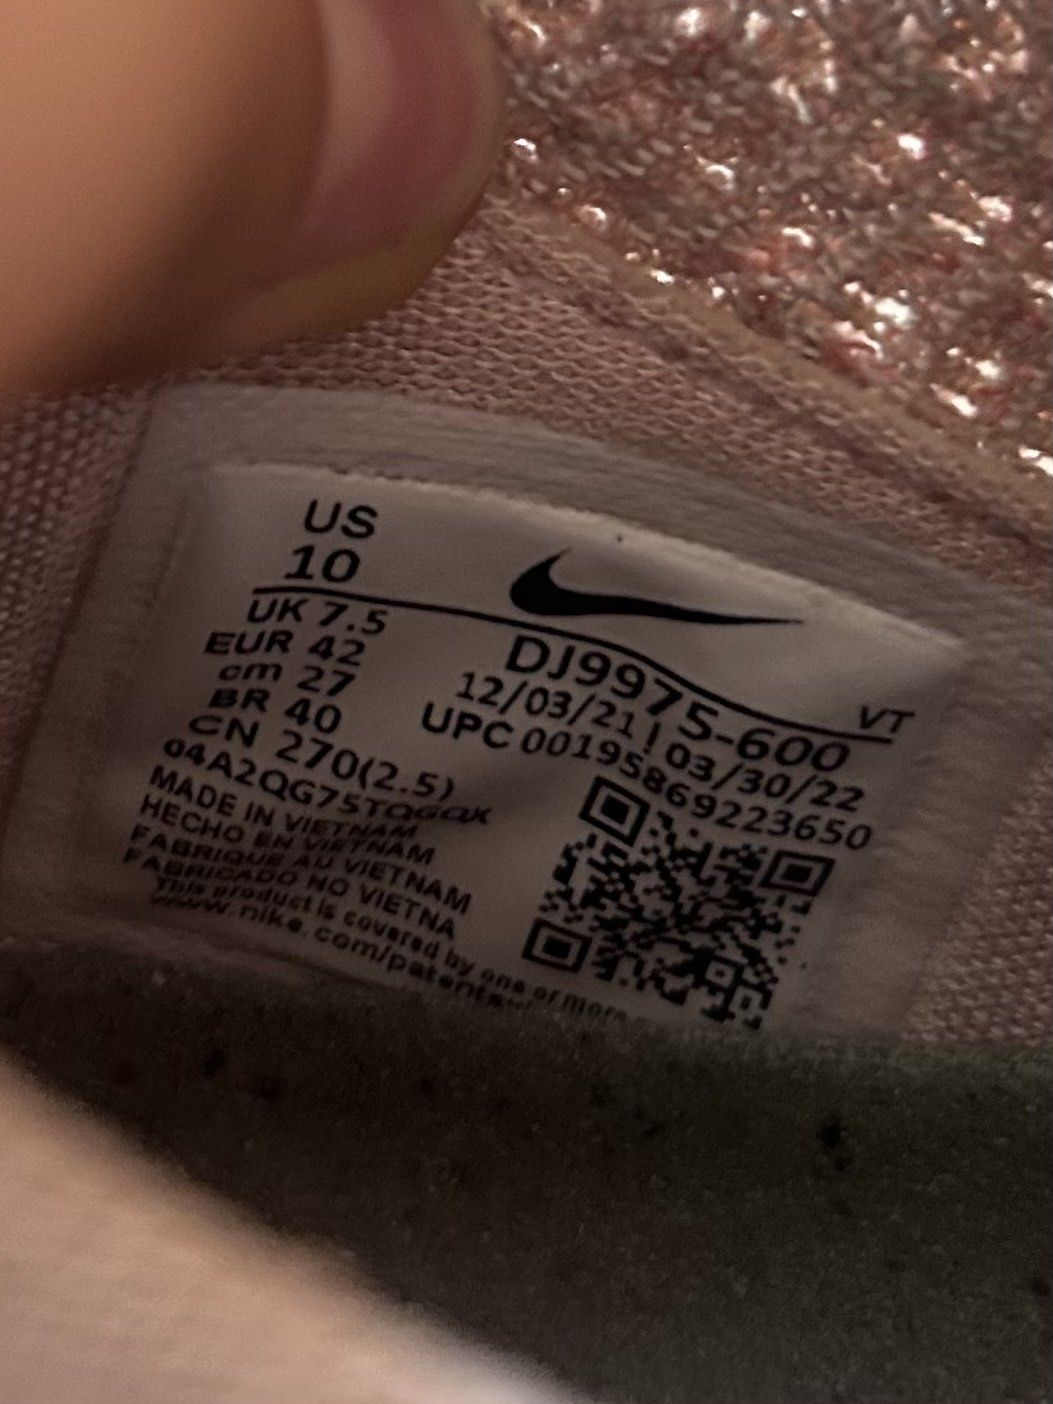 US
10
UK 7.5
EUR 42
cm 27
BR 40
CN 270(2.5)
04A2QG75TQGQX
MADE IN VIETNAM
HECHO EN VIETNAM
FABRIQUE AU VIETNAM
FABRICADO NO VIETNA
This product is covered by one or more
www.nike.com/patents
VT
DJ9975-600
12/03/21 | 03/30/22
UPC 00195869223650